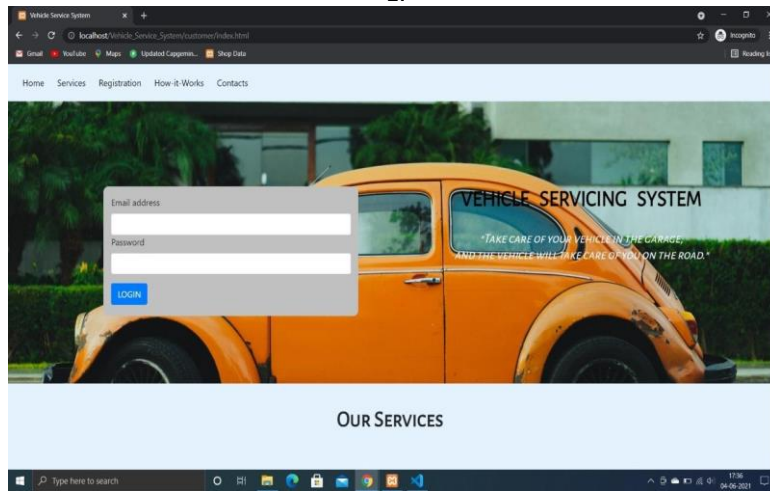 Vehicle Service System
localhost/Vehicle_Service_System/customer/index.html
Incognito
Gmail YouTube Maps Updated Capgemin... Shop Data
Reading li
Home Services Registration How-it-Works Contacts
Email address
Password
LOGIN
VEHICLE SERVICING SYSTEM
"TAKE CARE OF YOUR VEHICLE IN THE GARAGE,
AND THE VEHICLE WILL TAKE CARE OF YOU ON THE ROAD."
OUR SERVICES
Type here to search
17:36
04-06-2021